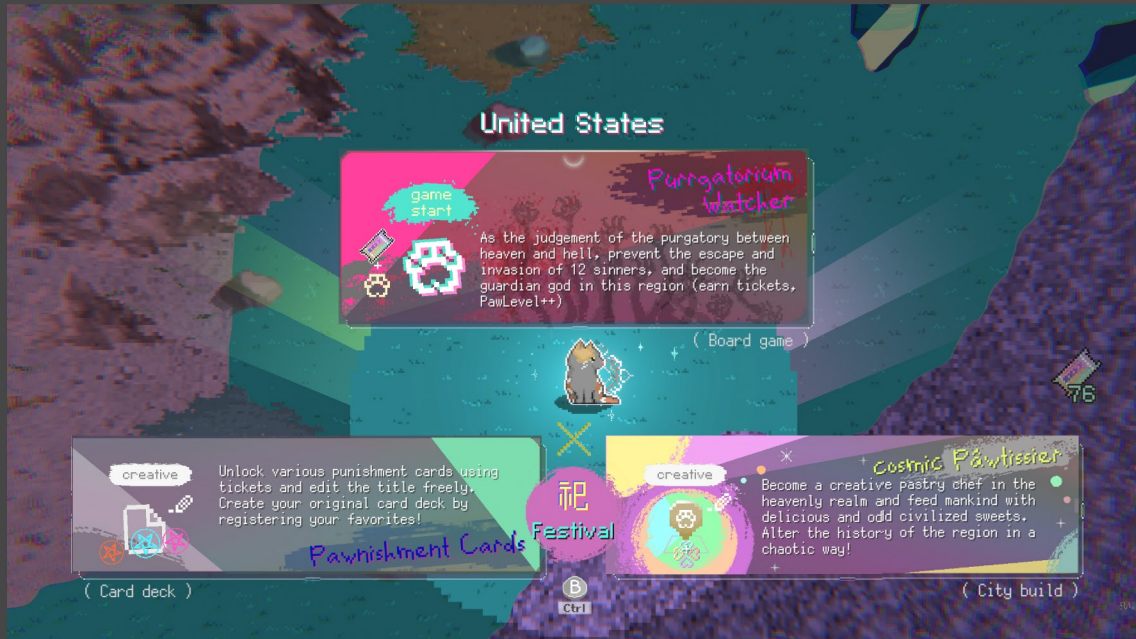 United States
Purrgatorium
Watcher
game
start
As the judgement of the purgatory between
heaven and hell, prevent the escape and
invasion of 12 sinners, and become the
guardian god in this region (earn tickets,
PawLevel++)
( Board game )
76
creative
Unlock various punishment cards using
tickets and edit the title freely.
Create your original card deck by
registering your favorites!
Pawnishment Cards
( Card deck )
祀
Festival
B
Ctrl
creative
Cosmic Pâwtissier
Become a creative pastry chef in the
heavenly realm and feed mankind with
delicious and odd civilized sweets.
Alter the history of the region in a
chaotic way!
( City build )